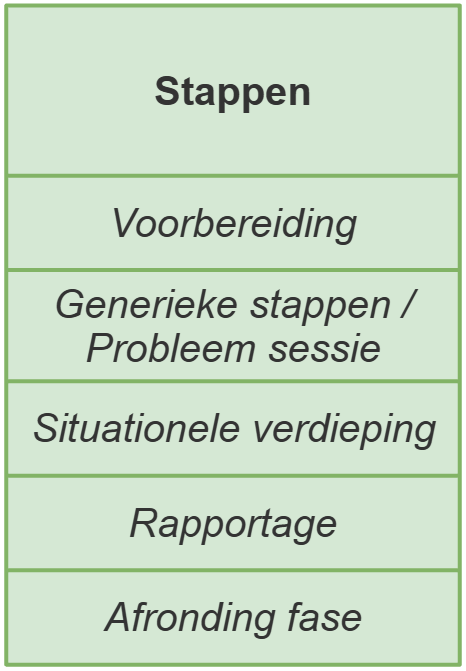 Stappen
Voorbereiding
Generieke stappen /
Probleem sessie
Situationele verdieping
Rapportage
Afronding fase